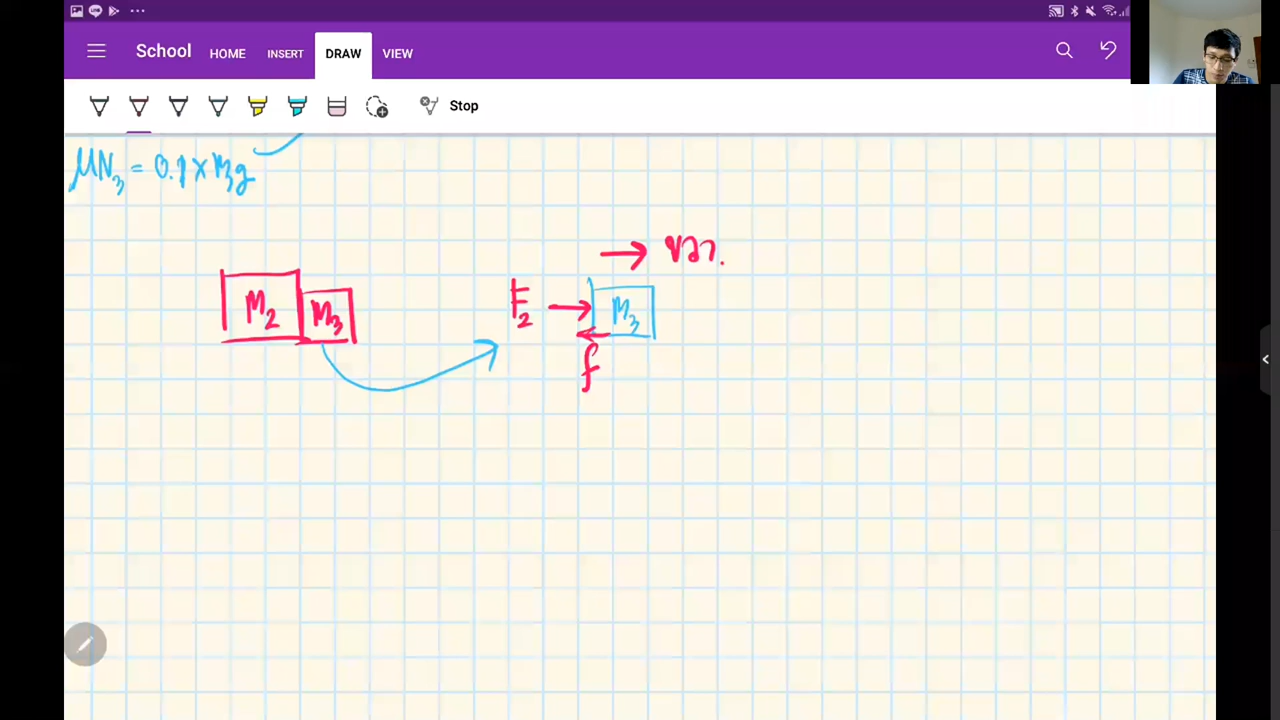 School HOME INSERT DRAW VIEW
Stop
μN₃ = 0.1 × m₃g
→ ขวา.
M₂ M₃
F₂ → M₃
f